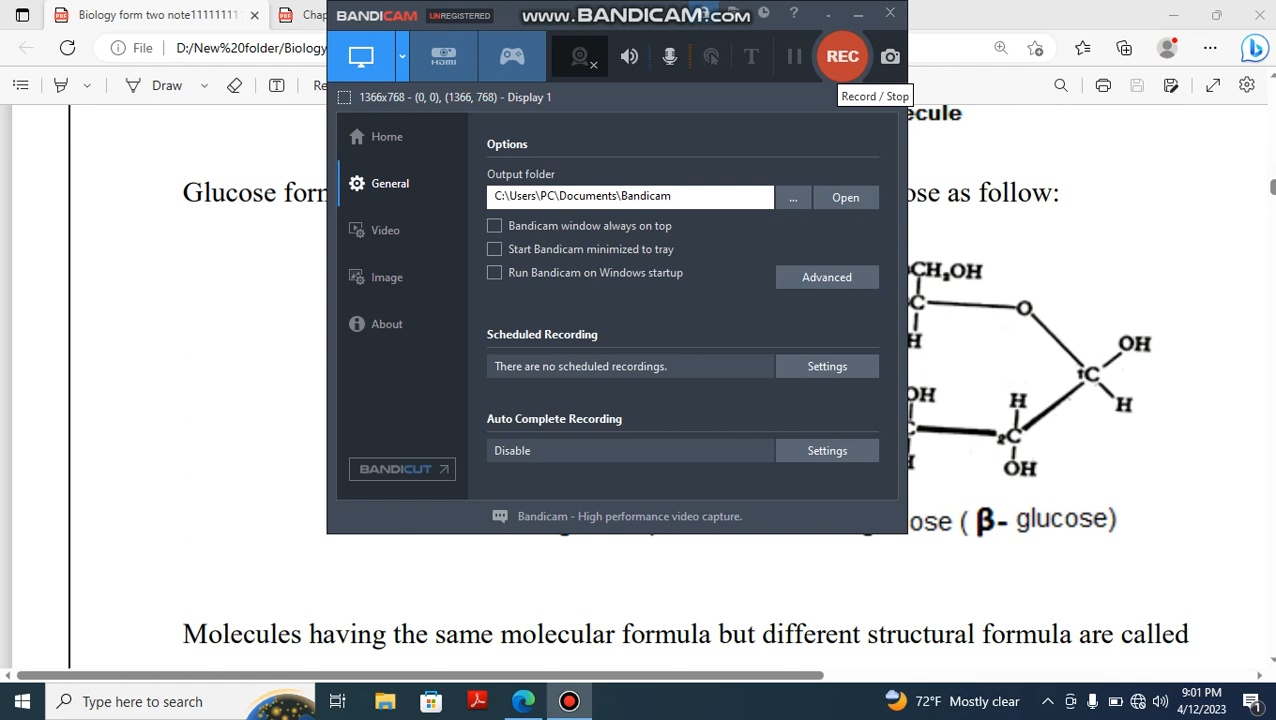 Biology form two note11111111
Chap
BANDICAM UNREGISTERED
www.BANDICAM.com
File
D:/New folder/Biology
HDMI
T
REC
Draw
1366x768 - (0, 0), (1366, 768) - Display 1
Record / Stop
ecule
Home
General
Video
Image
About
BANDICUT
Options
Output folder
C:\Users\PC\Documents\Bandicam
...
Open
Bandicam window always on top
Start Bandicam minimized to tray
Run Bandicam on Windows startup
Advanced
Scheduled Recording
There are no scheduled recordings.
Settings
Auto Complete Recording
Disable
Settings
Bandicam - High performance video capture.
Glucose form
ose as follow:
CH₂OH
C
O
H
OH
1C
H
OH
H
C
2C
H
OH
ose ( β- glucose)
Molecules having the same molecular formula but different structural formula are called
Type here to search
72°F Mostly clear
9:01 PM
4/12/2023
1